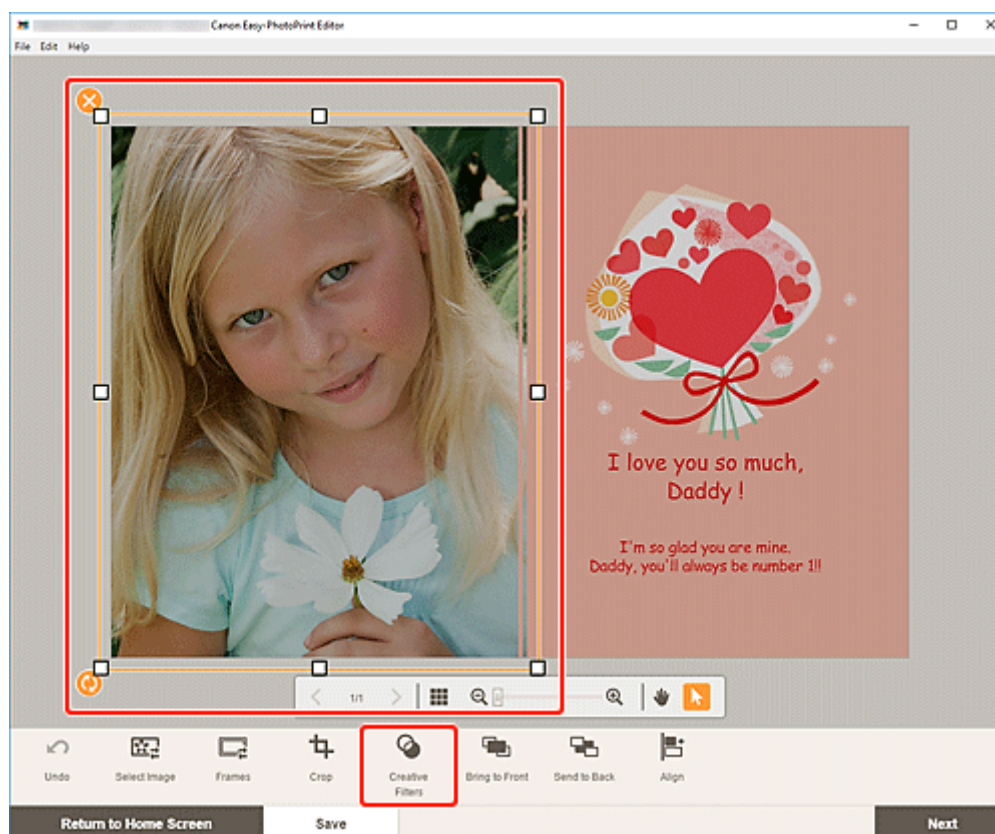 Canon Easy-PhotoPrint Editor
File Edit Help
I love you so much,
Daddy !
I'm so glad you are mine.
Daddy, you'll always be number 1!!
1/1
Undo
Select Image
Frames
Crop
Creative
Filters
Bring to Front
Send to Back
Align
Return to Home Screen
Save
Next